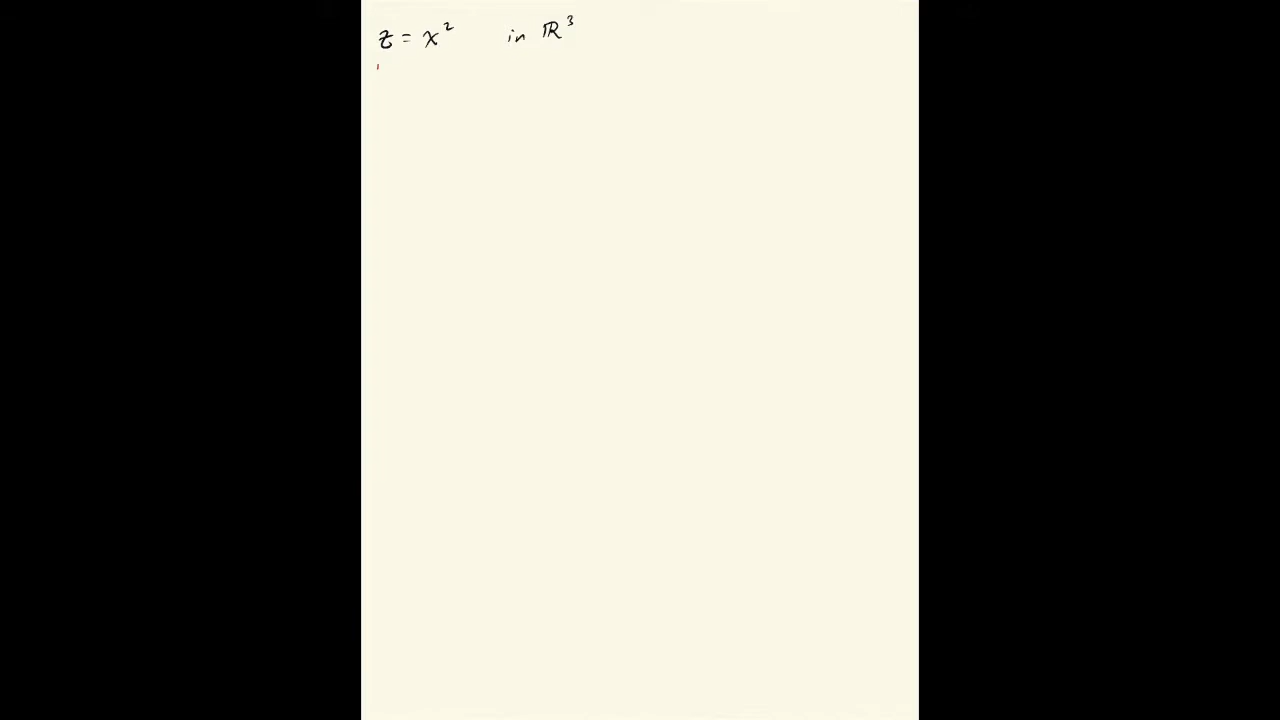 z = x² in ℝ³